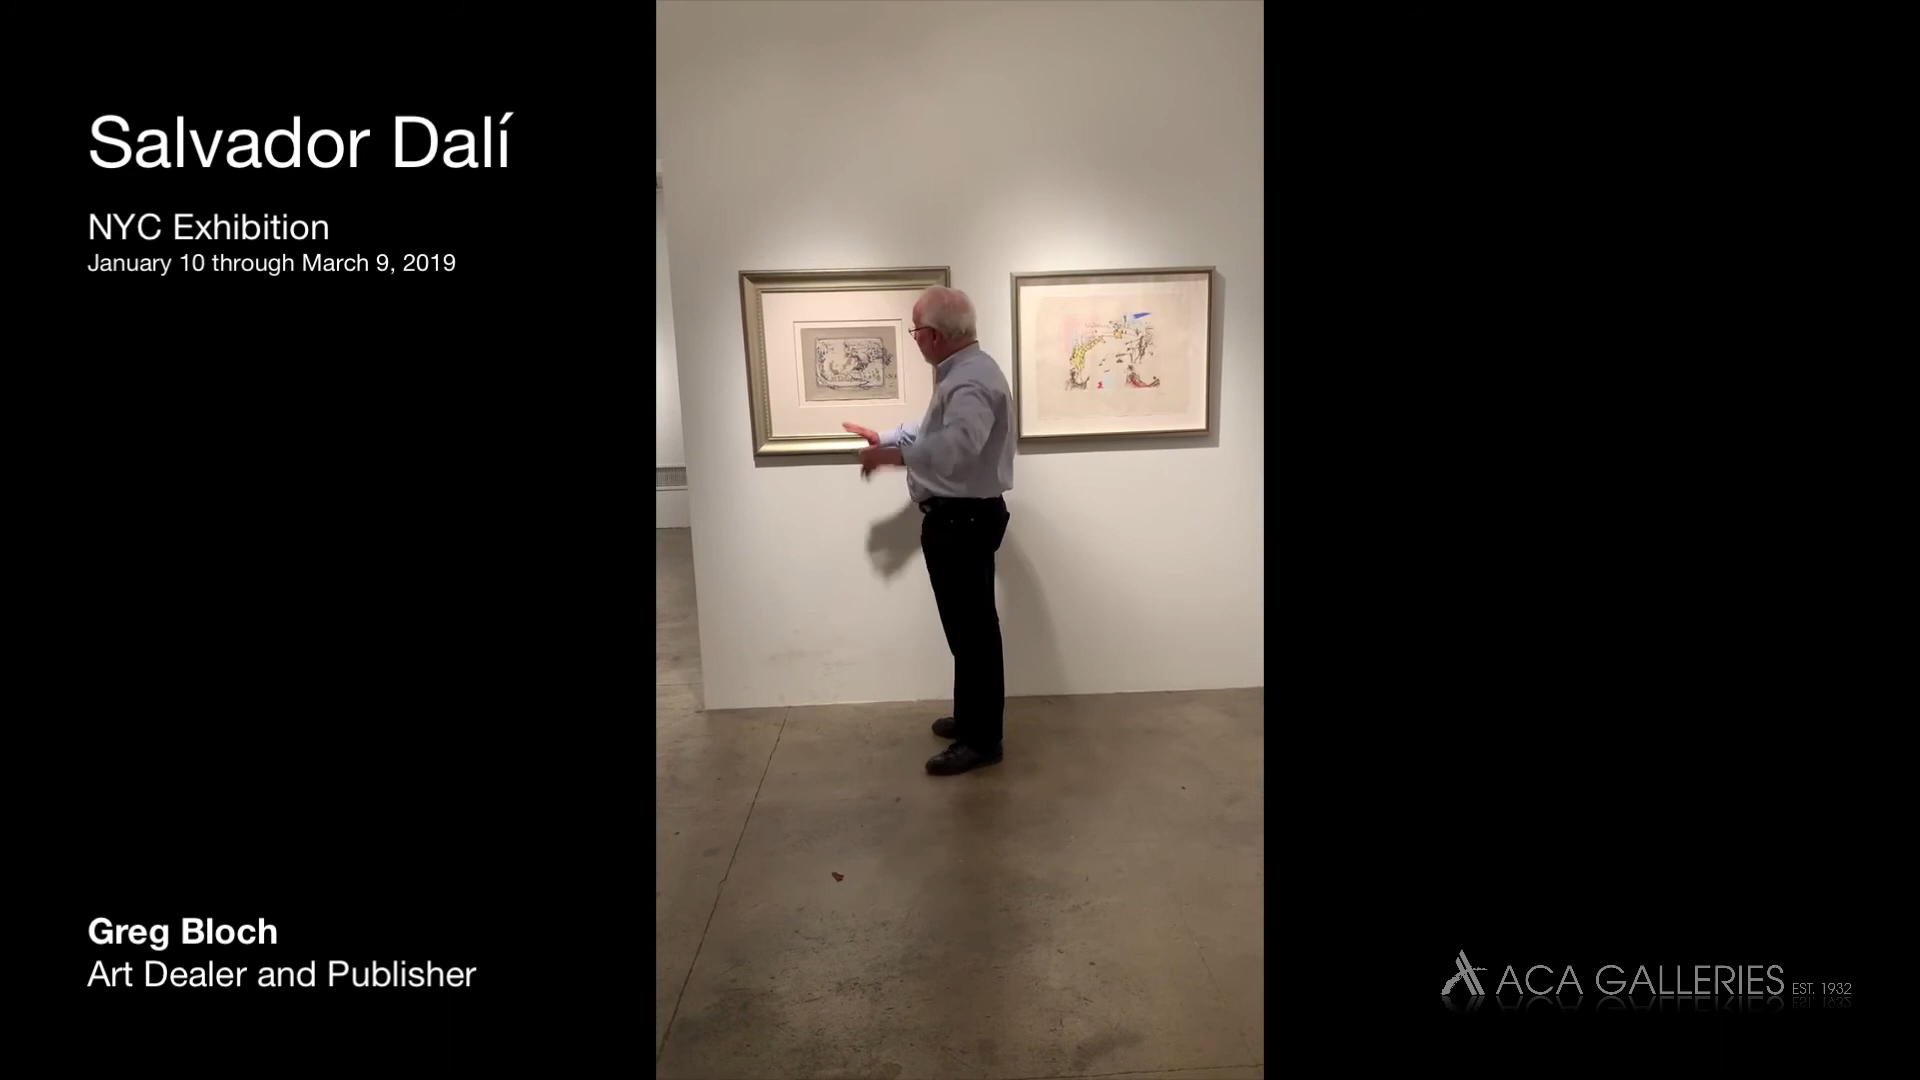 Salvador Dalí
NYC Exhibition
January 10 through March 9, 2019
Greg Bloch
Art Dealer and Publisher
ACA GALLERIES EST. 1932